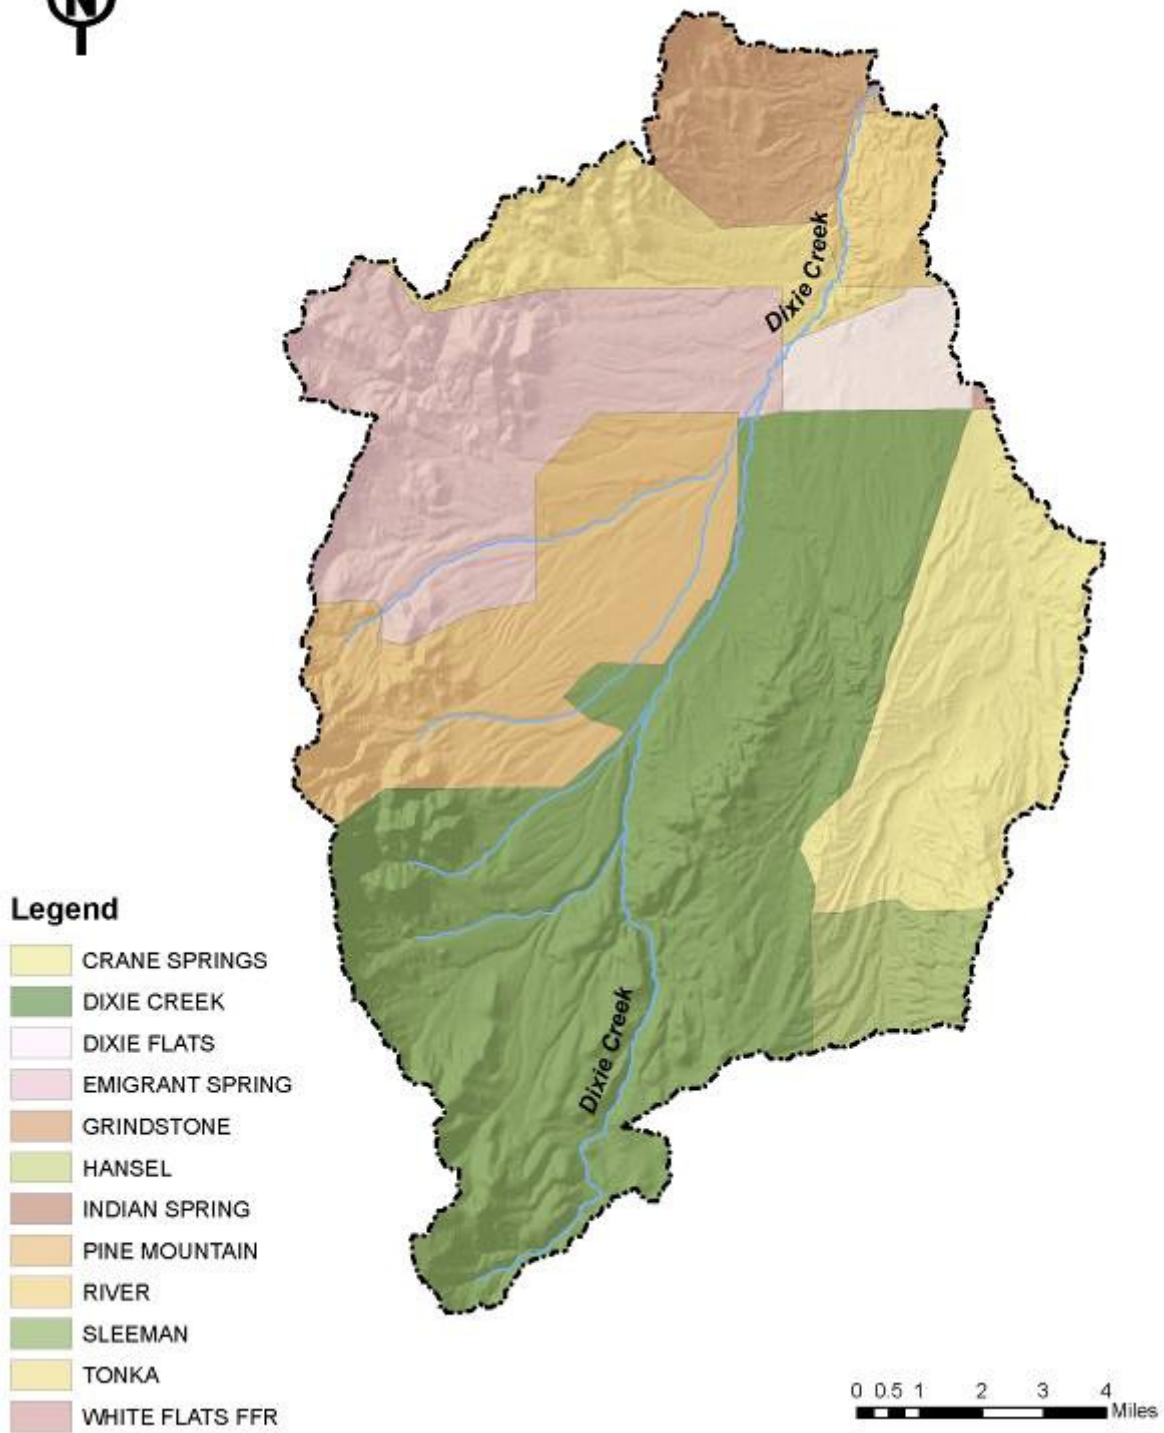 N
Dixie Creek
Dixie Creek
Legend
CRANE SPRINGS
DIXIE CREEK
DIXIE FLATS
EMIGRANT SPRING
GRINDSTONE
HANSEL
INDIAN SPRING
PINE MOUNTAIN
RIVER
SLEEMAN
TONKA
WHITE FLATS FFR
0 0.5 1 2 3 4
Miles